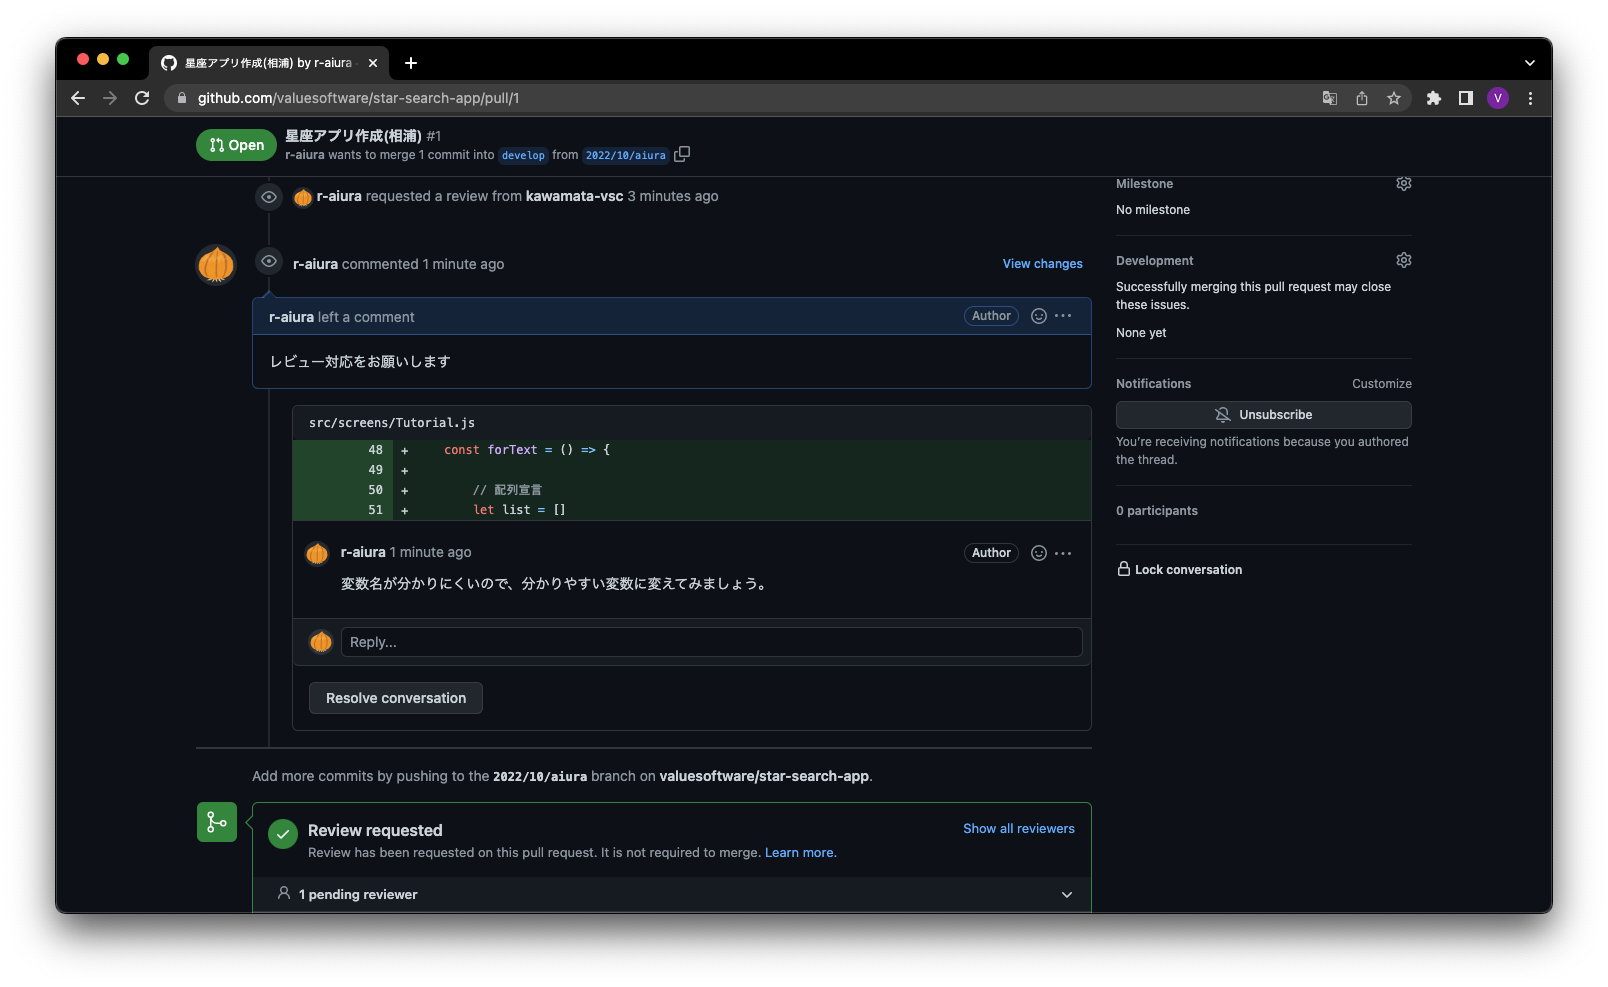 星座アプリ作成(相浦) by r-aiura
github.com/valuesoftware/star-search-app/pull/1
V
Open
星座アプリ作成(相浦) #1
r-aiura wants to merge 1 commit into develop from 2022/10/aiura
r-aiura requested a review from kawamata-vsc 3 minutes ago
r-aiura commented 1 minute ago
View changes
r-aiura left a comment
Author
レビュー対応をお願いします
src/screens/Tutorial.js
48 + const forText = () => {
49 +
50 + // 配列宣言
51 + let list = []
r-aiura 1 minute ago
Author
変数名が分かりにくいので、分かりやすい変数に変えてみましょう。
Reply...
Resolve conversation
Add more commits by pushing to the 2022/10/aiura branch on valuesoftware/star-search-app.
Review requested
Show all reviewers
Review has been requested on this pull request. It is not required to merge. Learn more.
1 pending reviewer
Milestone
No milestone
Development
Successfully merging this pull request may close
these issues.
None yet
Notifications
Customize
Unsubscribe
You're receiving notifications because you authored
the thread.
0 participants
Lock conversation